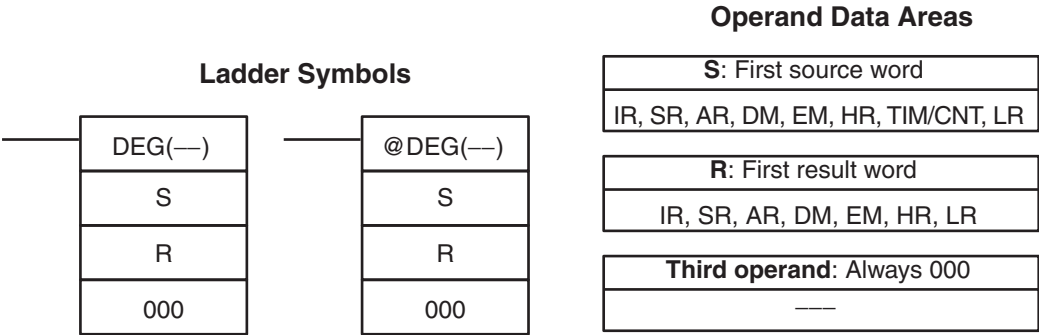 Ladder Symbols
DEG(––)
S
R
000
@DEG(––)
S
R
000
Operand Data Areas
S: First source word
IR, SR, AR, DM, EM, HR, TIM/CNT, LR
R: First result word
IR, SR, AR, DM, EM, HR, LR
Third operand: Always 000
–––